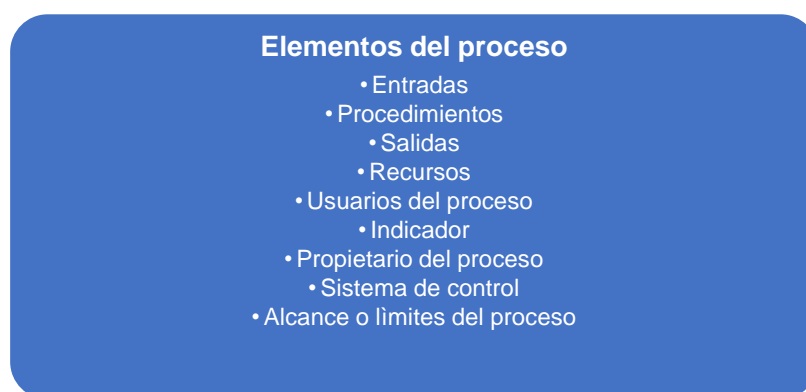 Elementos del proceso
• Entradas
• Procedimientos
• Salidas
• Recursos
• Usuarios del proceso
• Indicador
• Propietario del proceso
• Sistema de control
• Alcance o lìmites del proceso